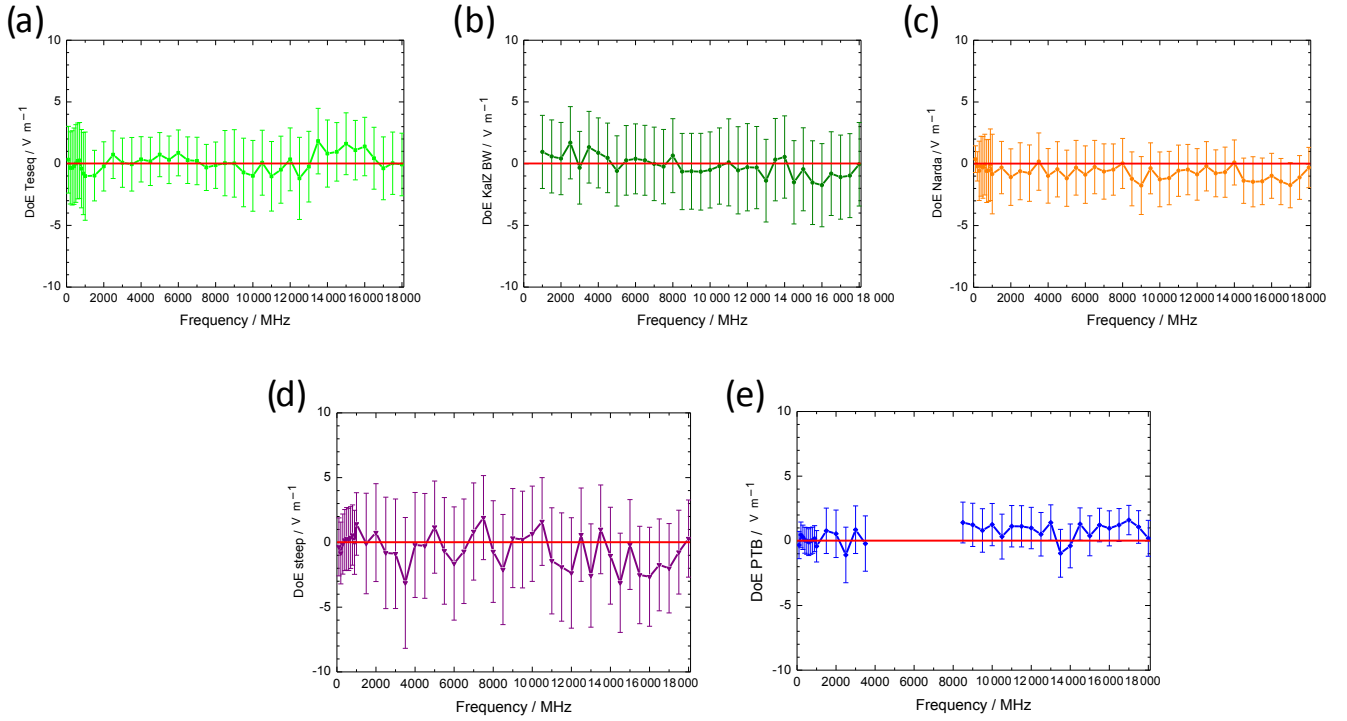 (a)
10
5
0
-5
-10
DoE Teseq / V m−1
0 2000 4000 6000 8000 10 000 12 000 14 000 16 000 18 000
Frequency / MHz
(b)
10
5
0
-5
-10
DoE KalZ BW / V m−1
0 2000 4000 6000 8000 10 000 12 000 14 000 16 000 18 000
Frequency / MHz
(c)
10
5
0
-5
-10
DoE Narda / V m−1
0 2000 4000 6000 8000 10 000 12 000 14 000 16 000 18 000
Frequency / MHz
(d)
10
5
0
-5
-10
DoE steep / V m−1
0 2000 4000 6000 8000 10 000 12 000 14 000 16 000 18 000
Frequency / MHz
(e)
10
5
0
-5
-10
DoE PTB / V m−1
0 2000 4000 6000 8000 10 000 12 000 14 000 16 000 18 000
Frequency / MHz